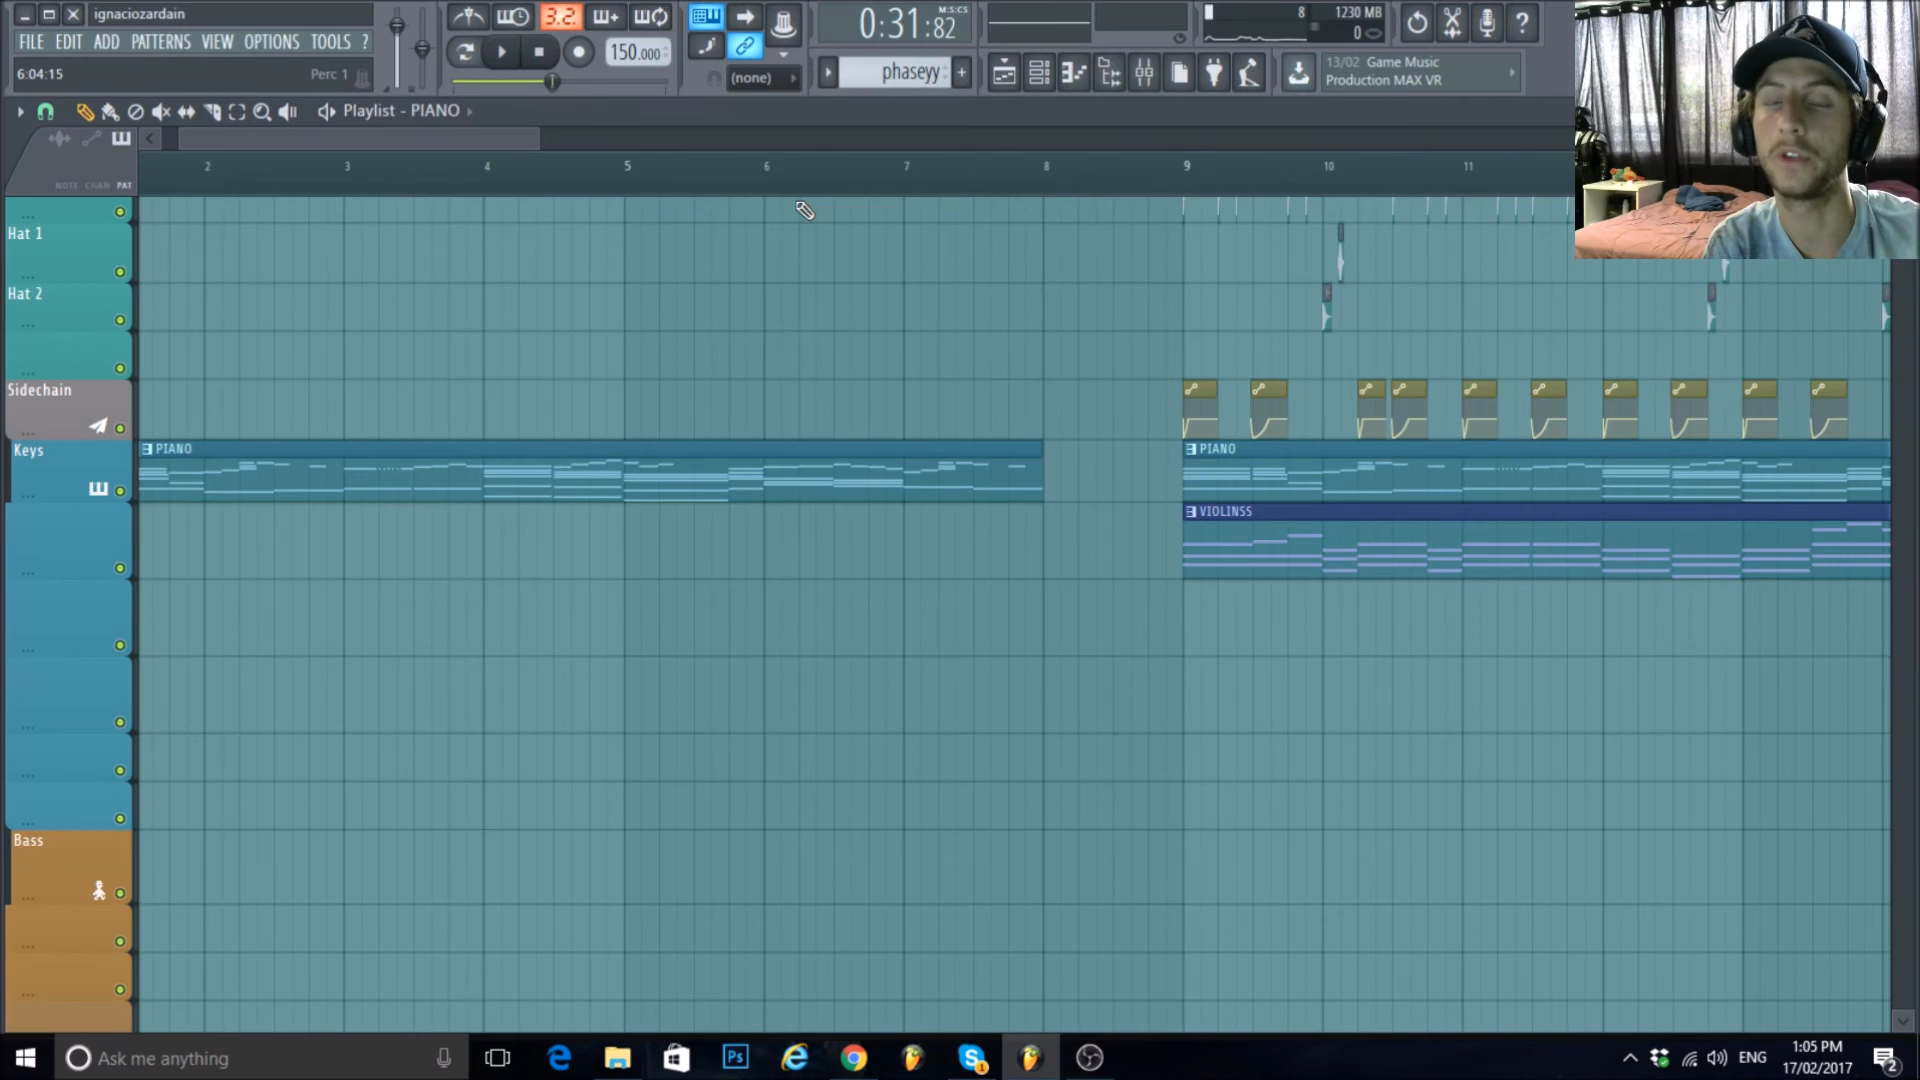 ignaciozardain
FILE EDIT ADD PATTERNS VIEW OPTIONS TOOLS ?
6:04:15 Perc 1
3.2
150.000
(none)
0:31:82 M:S:CS
phaseyy
8 1230 MB
0
13/02 Game Music
Production MAX VR
Playlist - PIANO
NOTE CHAN PAT
2 3 4 5 6 7 8 9 10 11
Hat 1
Hat 2
Sidechain
Keys
PIANO
PIANO
VIOLINSS
Bass
Ask me anything
Ps
ENG
1:05 PM
17/02/2017
2